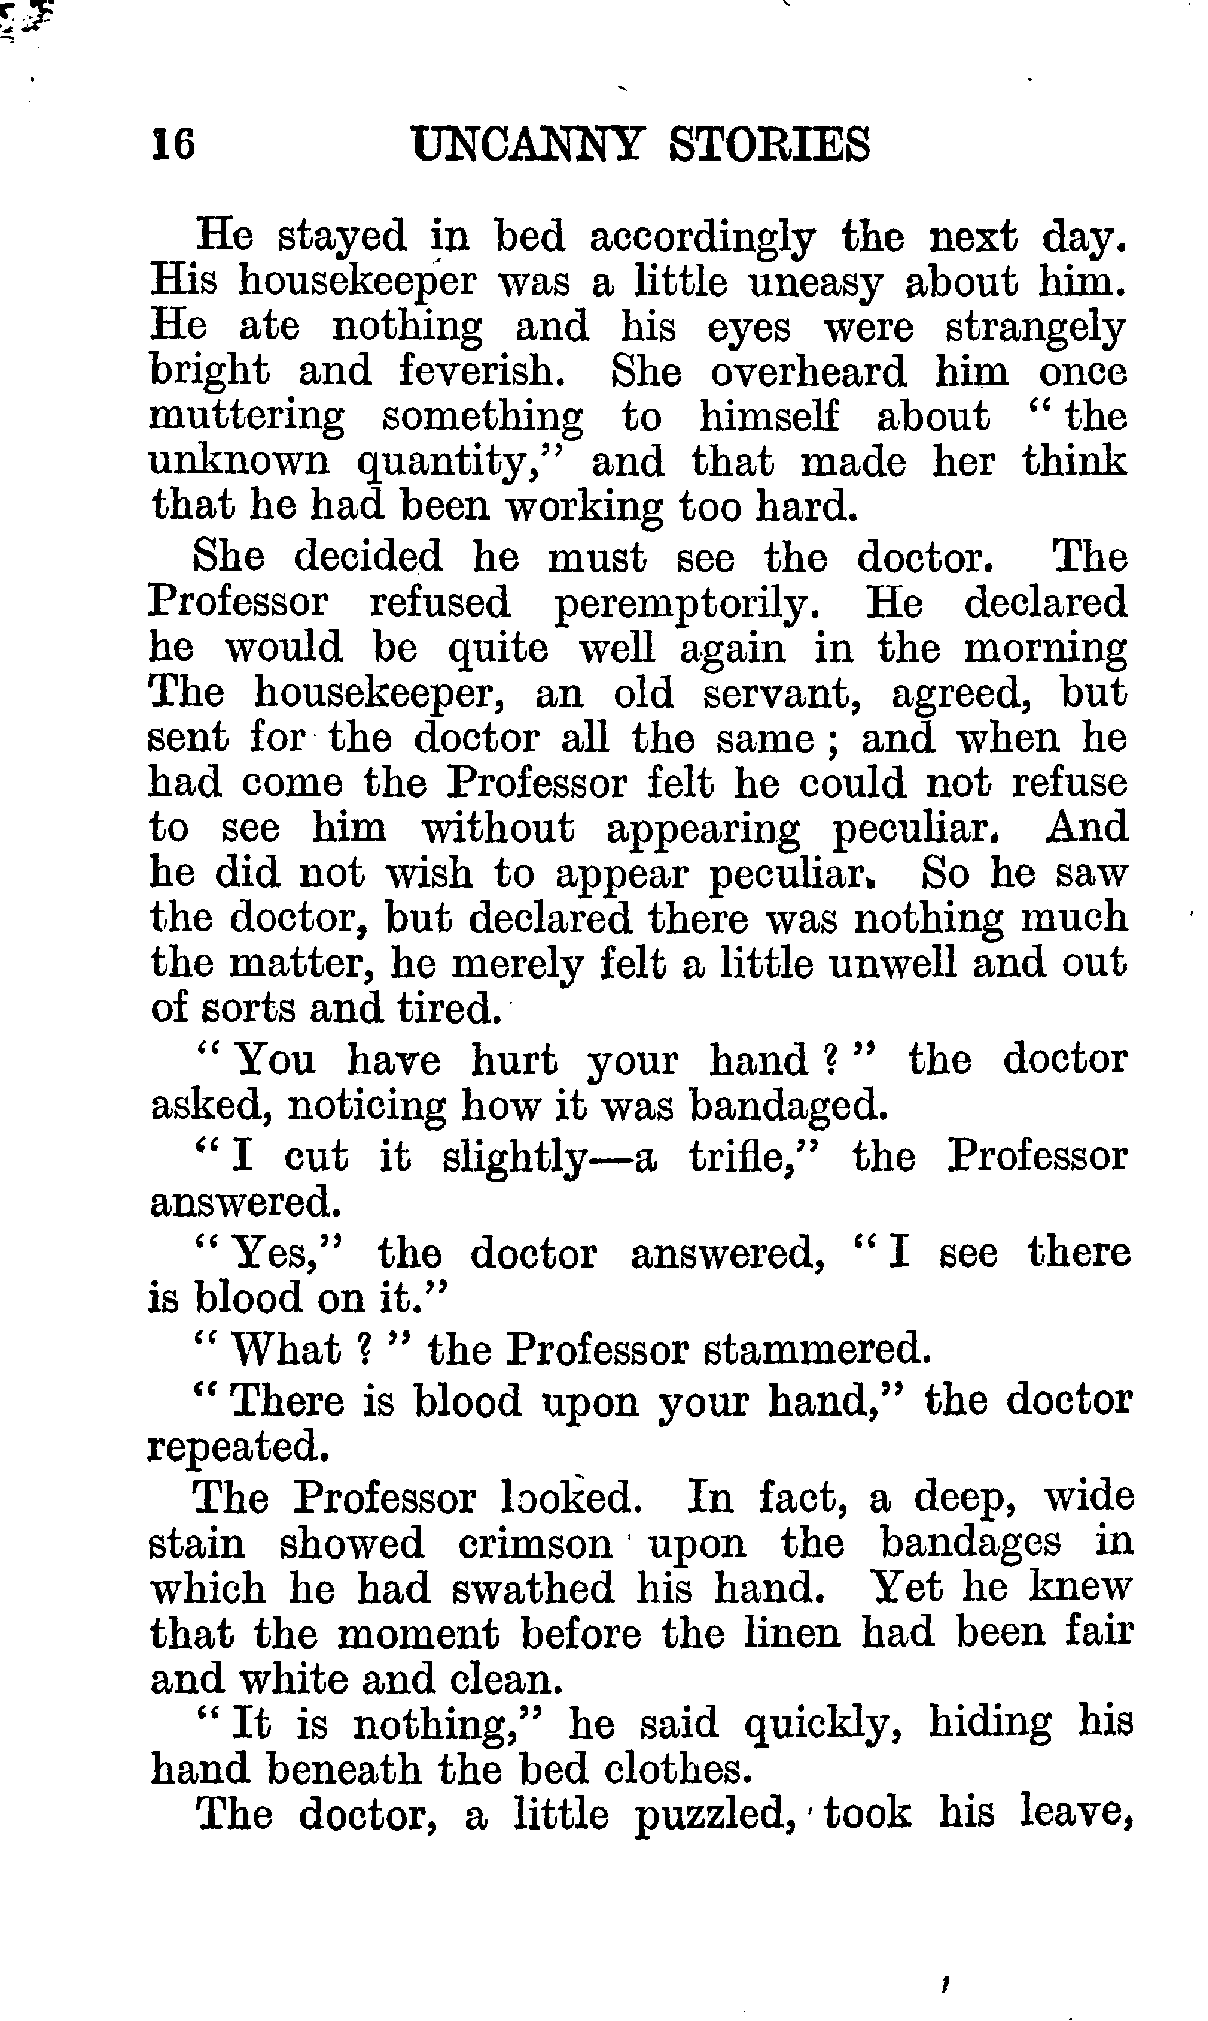 16 UNCANNY STORIES
He stayed in bed accordingly the next day.
His housekeeper was a little uneasy about him.
He ate nothing and his eyes were strangely
bright and feverish. She overheard him once
muttering something to himself about “ the
unknown quantity,” and that made her think
that he had been working too hard.
She decided he must see the doctor. The
Professor refused peremptorily. He declared
he would be quite well again in the morning
The housekeeper, an old servant, agreed, but
sent for the doctor all the same ; and when he
had come the Professor felt he could not refuse
to see him without appearing peculiar. And
he did not wish to appear peculiar. So he saw
the doctor, but declared there was nothing much
the matter, he merely felt a little unwell and out
of sorts and tired.
“ You have hurt your hand ? ” the doctor
asked, noticing how it was bandaged.
“ I cut it slightly—a trifle,” the Professor
answered.
“ Yes,” the doctor answered, “ I see there
is blood on it.”
“ What ? ” the Professor stammered.
“ There is blood upon your hand,” the doctor
repeated.
The Professor looked. In fact, a deep, wide
stain showed crimson upon the bandages in
which he had swathed his hand. Yet he knew
that the moment before the linen had been fair
and white and clean.
“ It is nothing,” he said quickly, hiding his
hand beneath the bed clothes.
The doctor, a little puzzled, took his leave,